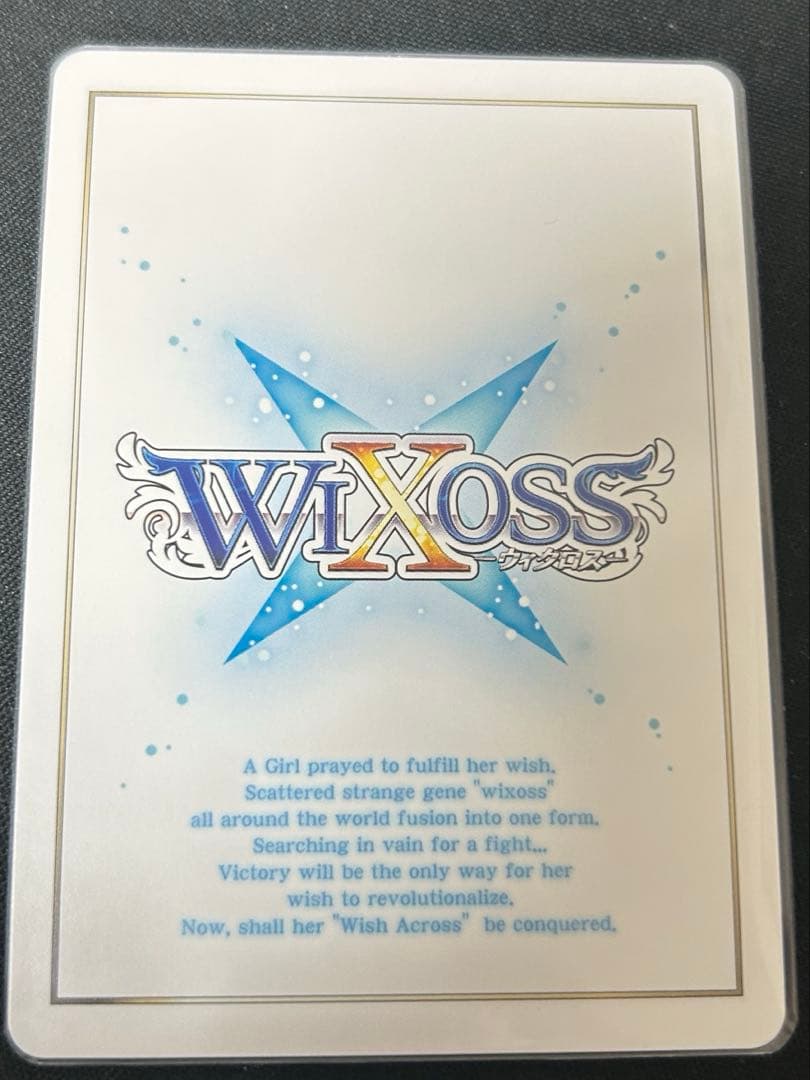 WIXOSS
ーウィクロスー
A Girl prayed to fulfill her wish.
Scattered strange gene "wixoss"
all around the world fusion into one form.
Searching in vain for a fight...
Victory will be the only way for her
wish to revolutionalize.
Now, shall her "Wish Across" be conquered.